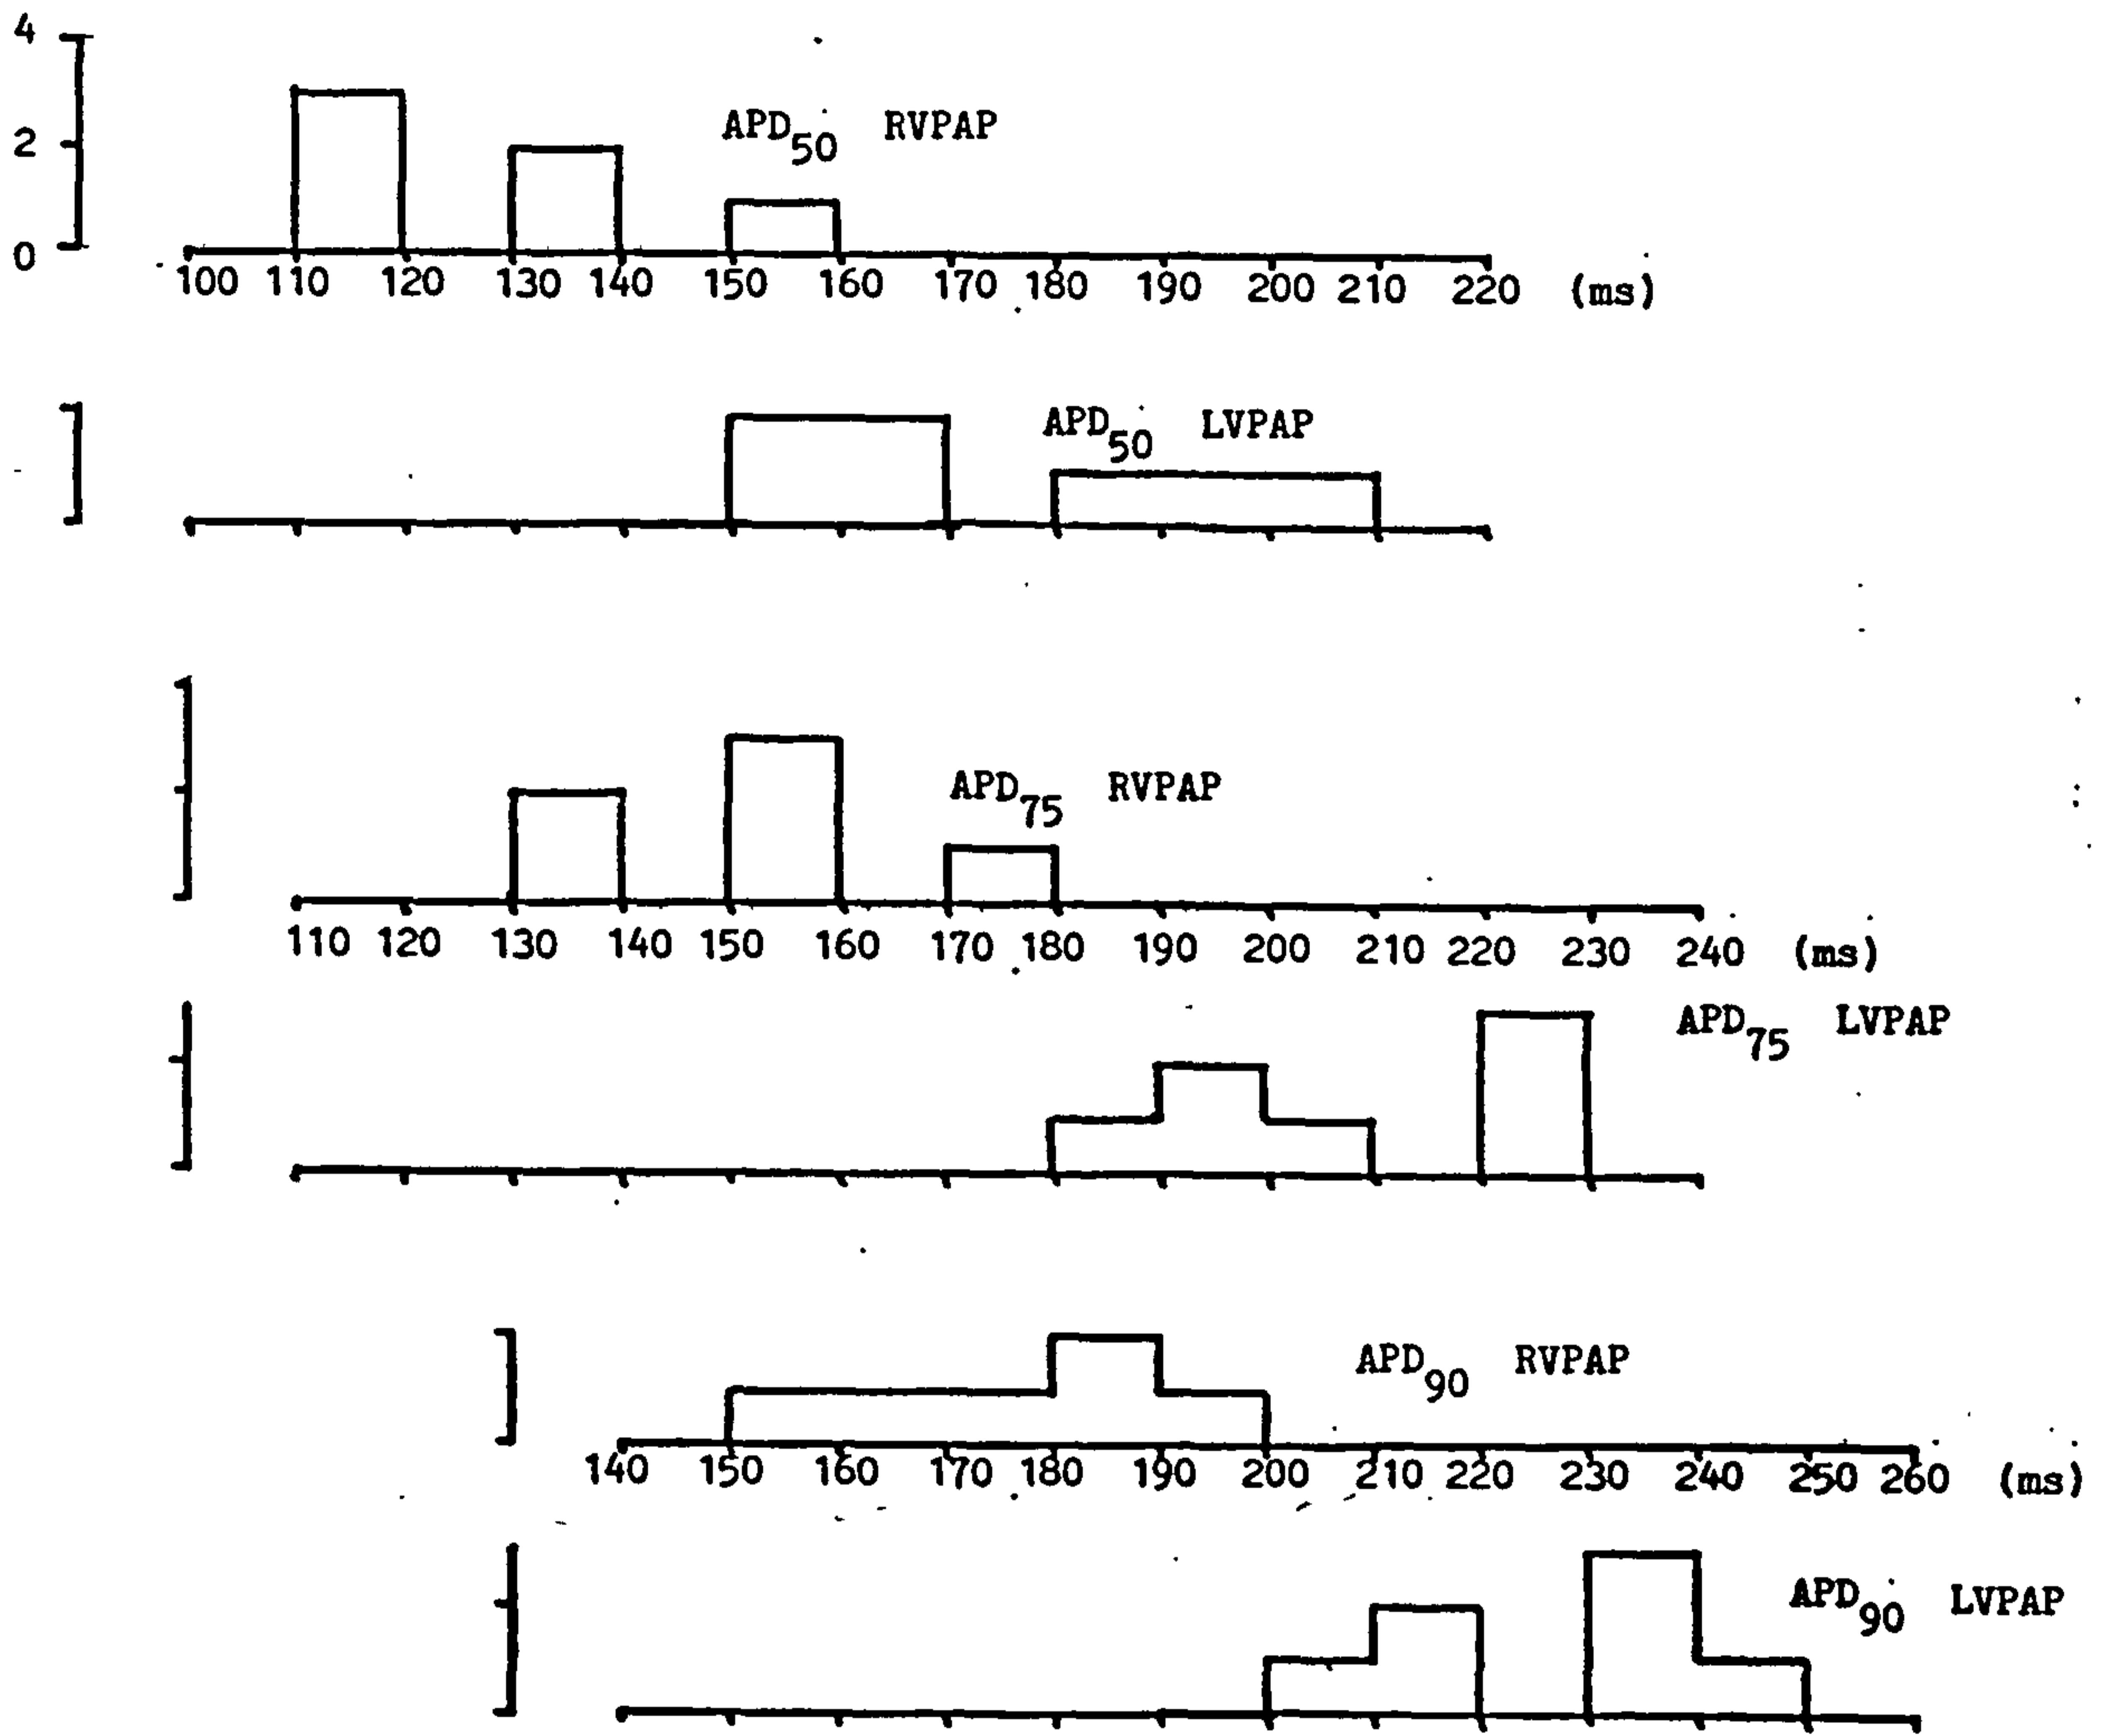 4
2
0
APD50 RVPAP
100 110 120 130 140 150 160 170 180 190 200 210 220 (ms)
APD50 LVPAP
APD75 RVPAP
110 120 130 140 150 160 170 180 190 200 210 220 230 240 (ms)
APD75 LVPAP
APD90 RVPAP
140 150 160 170 180 190 200 210 220 230 240 250 260 (ms)
APD90 LVPAP